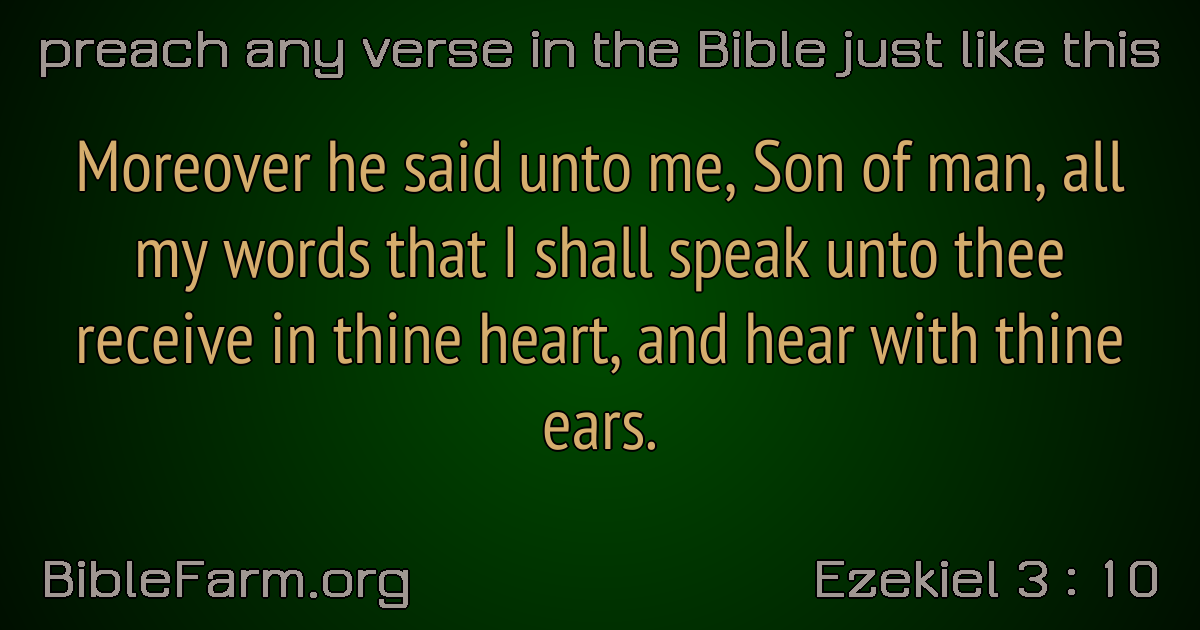 preach any verse in the Bible just like this
Moreover he said unto me, Son of man, all
my words that I shall speak unto thee
receive in thine heart, and hear with thine
ears.
BibleFarm.org
Ezekiel 3 : 10